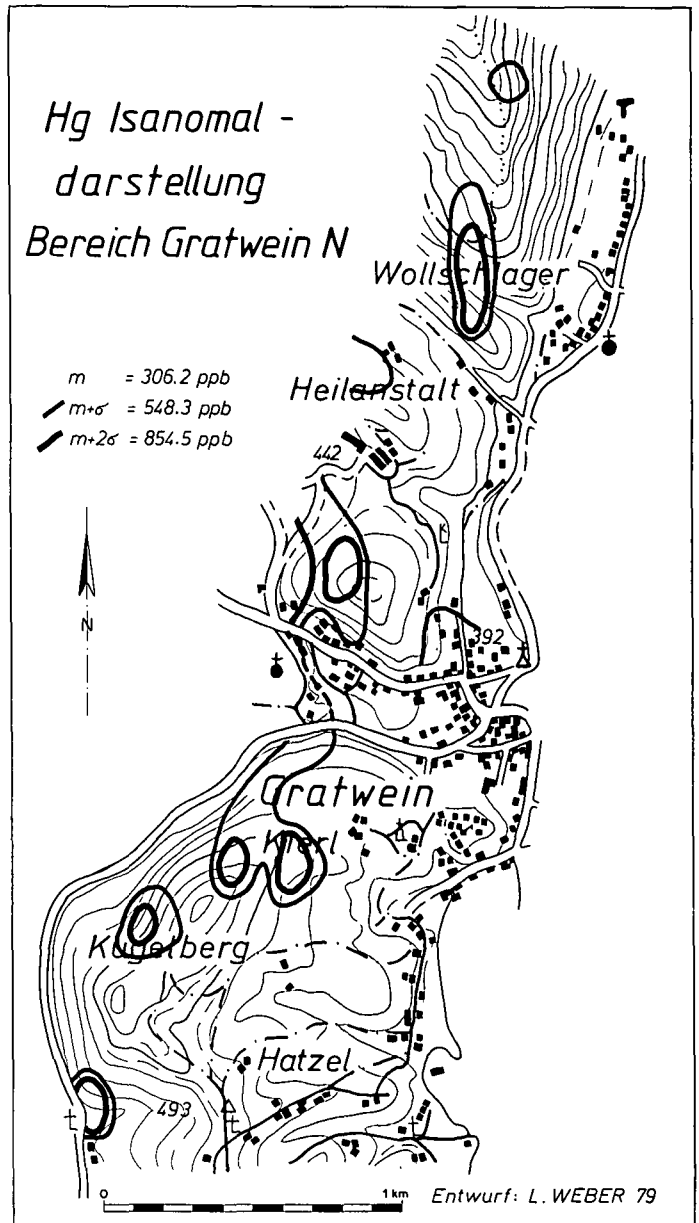 Hg Isanomal -
darstellung
Bereich Gratwein N
m = 306.2 ppb
m+σ = 548.3 ppb
m+2σ = 854.5 ppb
N
Wollschlager
Heilanstalt
442
392
Gratwein
Kugelberg
Hatzel
493
0 1 km
Entwurf: L. WEBER 79